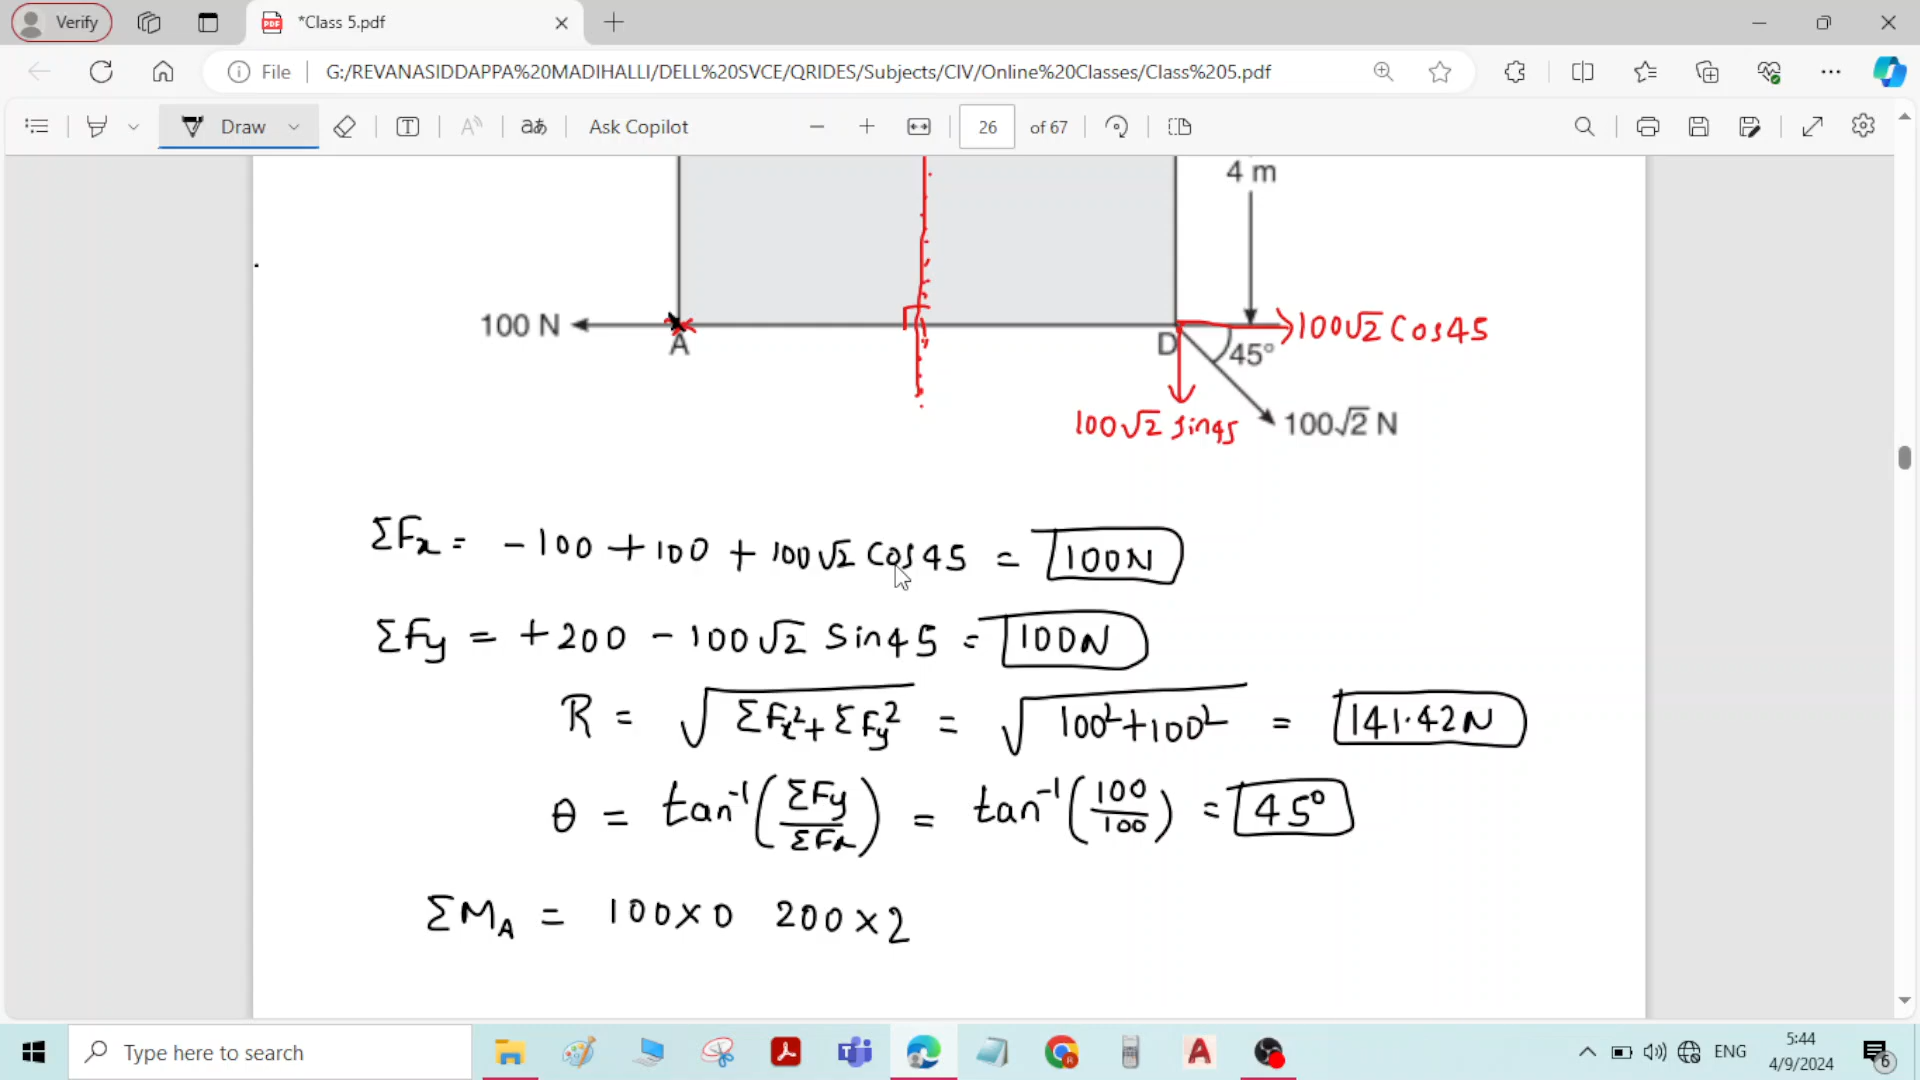 Verify
*Class 5.pdf
File
G:/REVANASIDDAPPA%20MADIHALLI/DELL%20SVCE/QRIDES/Subjects/CIV/Online%20Classes/Class%205.pdf
Draw
Ask Copilot
26 of 67
4 m
100 N
A
D
45°
100√2 Cos45
100√2 sin45
100√2 N
ΣFx = -100 + 100 + 100√2 Cos45 = 100N
ΣFy = +200 - 100√2 Sin45 = 100N
R = √ΣFx²+ΣFy² = √100²+100² = 141.42N
θ = tan⁻¹(ΣFy/ΣFx) = tan⁻¹(100/100) = 45°
ΣMA = 100×0 200×2
Type here to search
ENG
5:44
4/9/2024
6